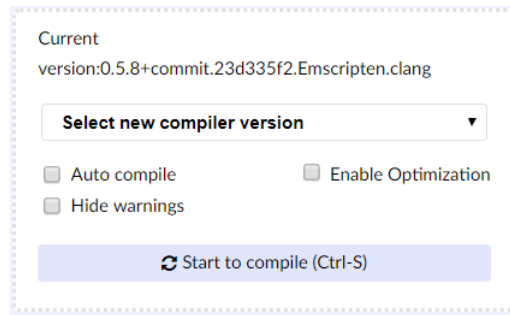 Current
version:0.5.8+commit.23d335f2.Emscripten.clang
Select new compiler version
Auto compile Enable Optimization
Hide warnings
Start to compile (Ctrl-S)